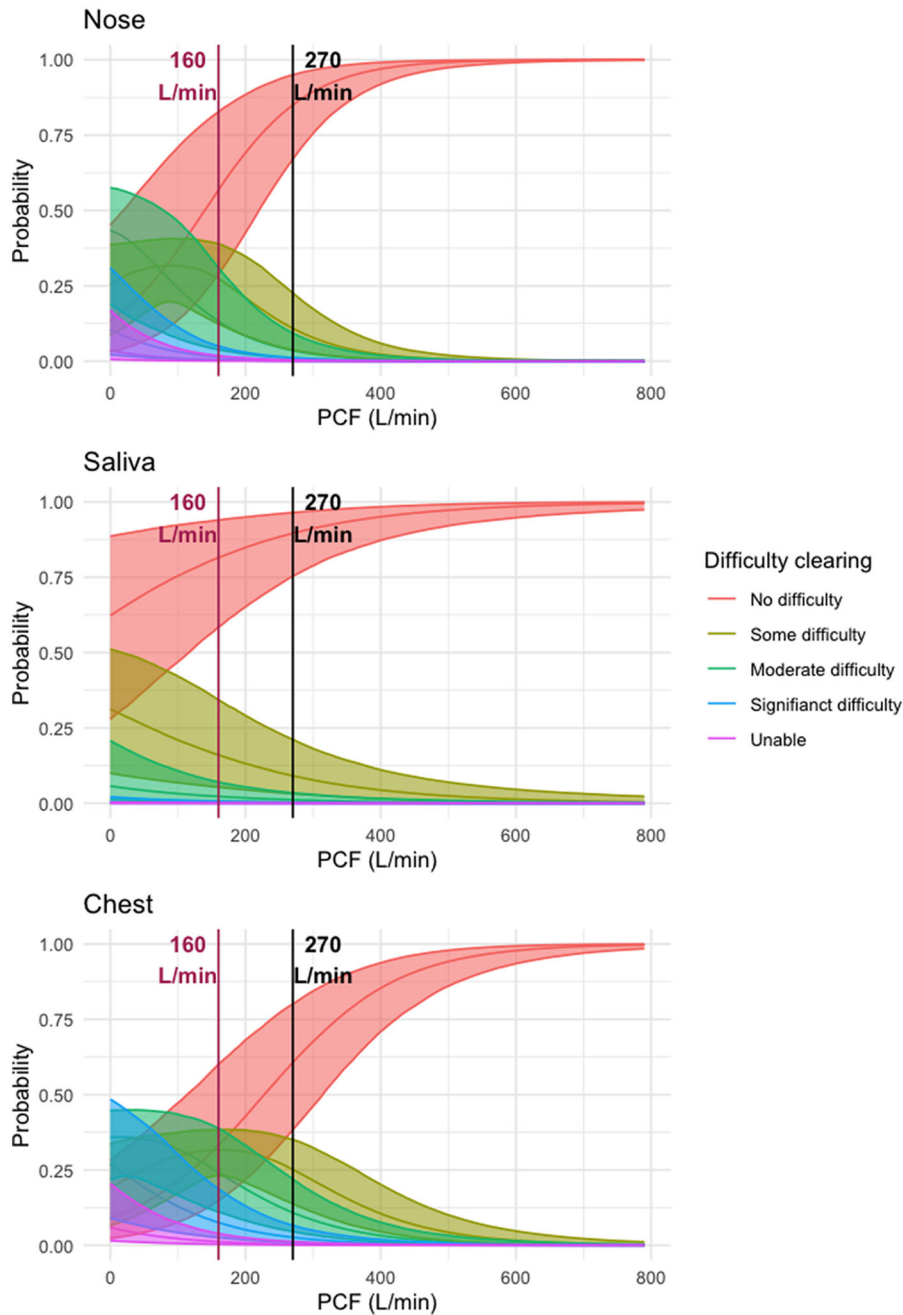 Nose
160
L/min
270
L/min
1.00
0.75
0.50
0.25
0.00
Probability
0 200 400 600 800
PCF (L/min)
Saliva
160
L/min
270
L/min
1.00
0.75
0.50
0.25
0.00
Probability
0 200 400 600 800
PCF (L/min)
Difficulty clearing
No difficulty
Some difficulty
Moderate difficulty
Signifianct difficulty
Unable
Chest
160
L/min
270
L/min
1.00
0.75
0.50
0.25
0.00
Probability
0 200 400 600 800
PCF (L/min)